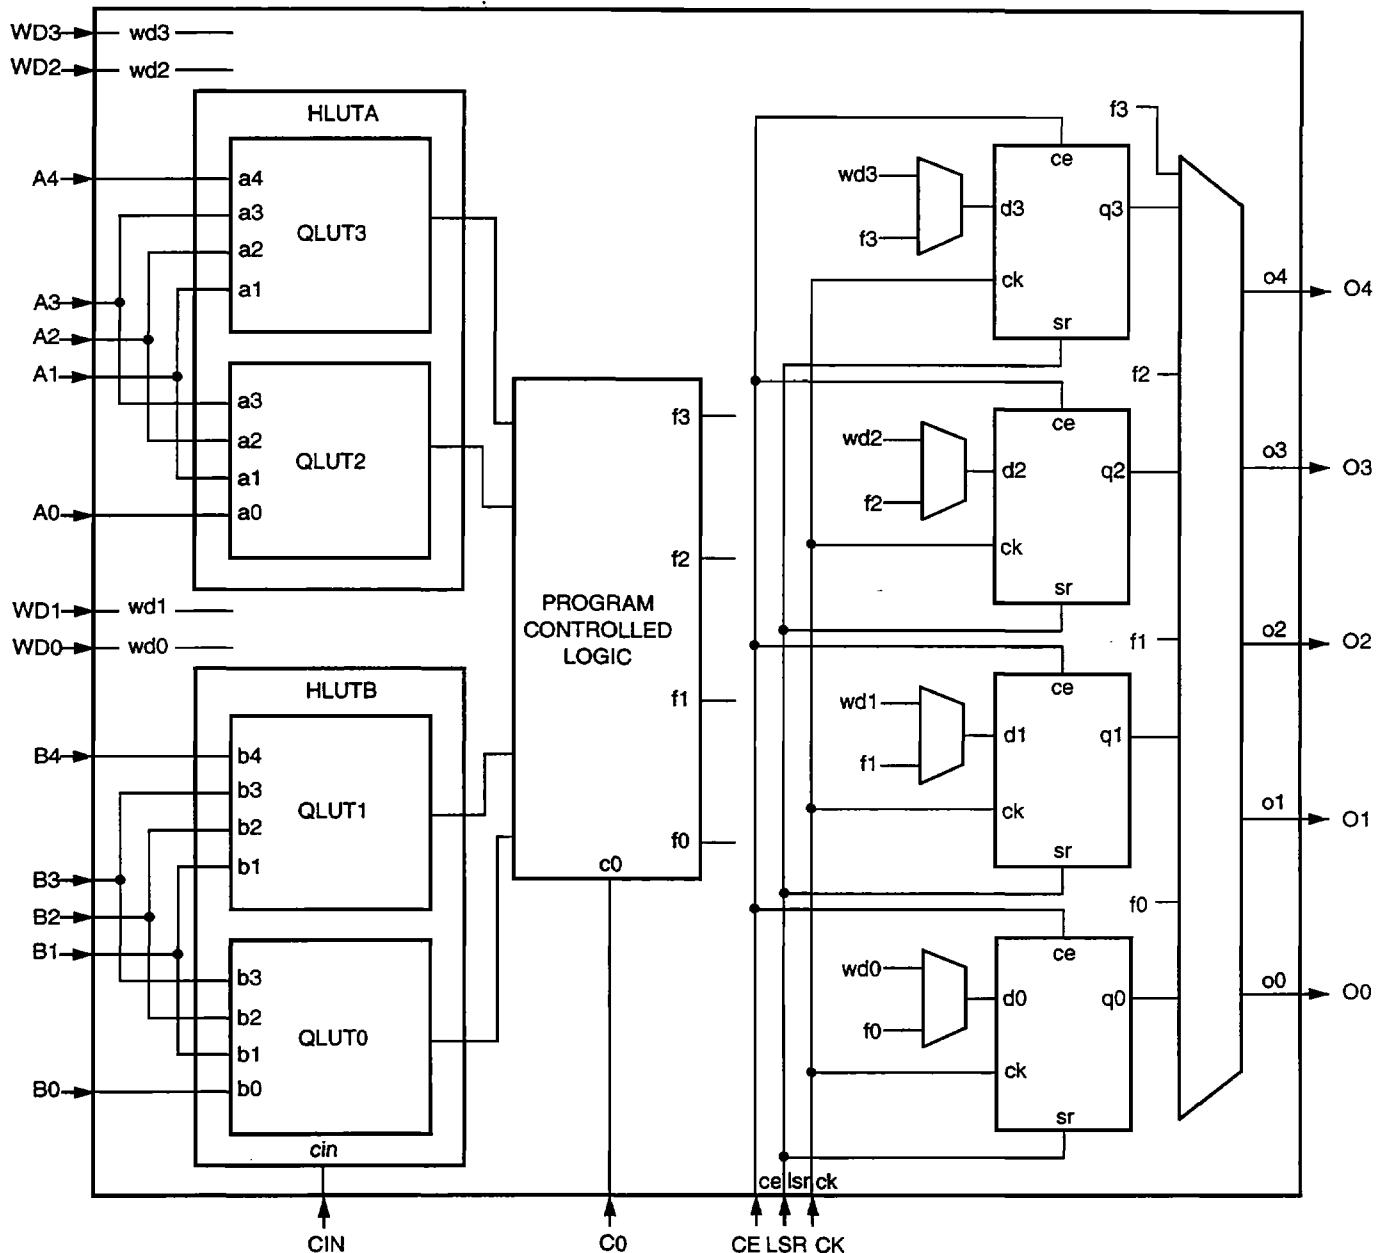 WD3 wd3
WD2 wd2
HLUTA
A4 a4
a3
QLUT3
a2
A3 a1
A2
A1
a3
a2
QLUT2
a1
A0 a0
WD1 wd1
WD0 wd0
HLUTB
B4 b4
b3
QLUT1
b2
b1
B3
B2
B1
b3
b2
QLUT0
b1
B0 b0
cin
CIN
PROGRAM
CONTROLLED
LOGIC
f3
f2
f1
f0
c0
C0
wd3
f3
ce
d3 q3
ck
sr
wd2
f2
ce
d2 q2
ck
sr
wd1
f1
ce
d1 q1
ck
sr
wd0
f0
ce
d0 q0
ck
sr
ce lsr ck
CE LSR CK
f3
f2
f1
f0
o4 O4
o3 O3
o2 O2
o1 O1
o0 O0